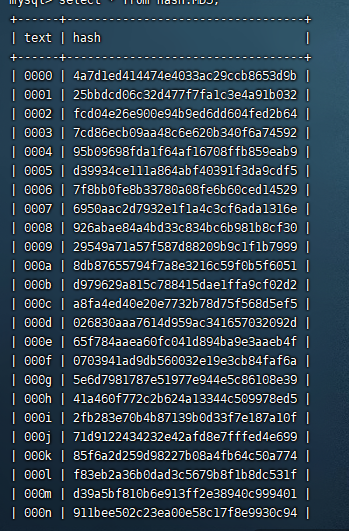 mysql> select * from hash.MD5;
+------+----------------------------------+
| text | hash |
+------+----------------------------------+
| 0000 | 4a7d1ed414474e4033ac29ccb8653d9b |
| 0001 | 25bbdcd06c32d477f7fa1c3e4a91b032 |
| 0002 | fcd04e26e900e94b9ed6dd604fed2b64 |
| 0003 | 7cd86ecb09aa48c6e620b340f6a74592 |
| 0004 | 95b09698fda1f64af16708ffb859eab9 |
| 0005 | d39934ce111a864abf40391f3da9cdf5 |
| 0006 | 7f8bb0fe8b33780a08fe6b60ced14529 |
| 0007 | 6950aac2d7932e1f1a4c3cf6ada1316e |
| 0008 | 926abae84a4bd33c834bc6b981b8cf30 |
| 0009 | 29549a71a57f587d88209b9c1f1b7999 |
| 000a | 8db87655794f7a8e3216c59f0b5f6051 |
| 000b | d979629a815c788415dae1ffa9cf02d2 |
| 000c | a8fa4ed40e20e7732b78d75f568d5ef5 |
| 000d | 026830aaa7614d959ac341657032092d |
| 000e | 65f784aaea60fc041d894ba9e3aaeb4f |
| 000f | 0703941ad9db560032e19e3cb84faf6a |
| 000g | 5e6d7981787e51977e944e5c86108e39 |
| 000h | 41a460f772c2b624a13344c509978ed5 |
| 000i | 2fb283e70b4b87139b0d33f7e187a10f |
| 000j | 71d9122434232e42afd8e7fffed4e699 |
| 000k | 85f6a2d259d98227b08a4fb64c50a774 |
| 000l | f83eb2a36b0dad3c5679b8f1b8dc531f |
| 000m | d39a5bf810b6e913ff2e38940c999401 |
| 000n | 911bee502c23ea00e58c17f8e9930c94 |